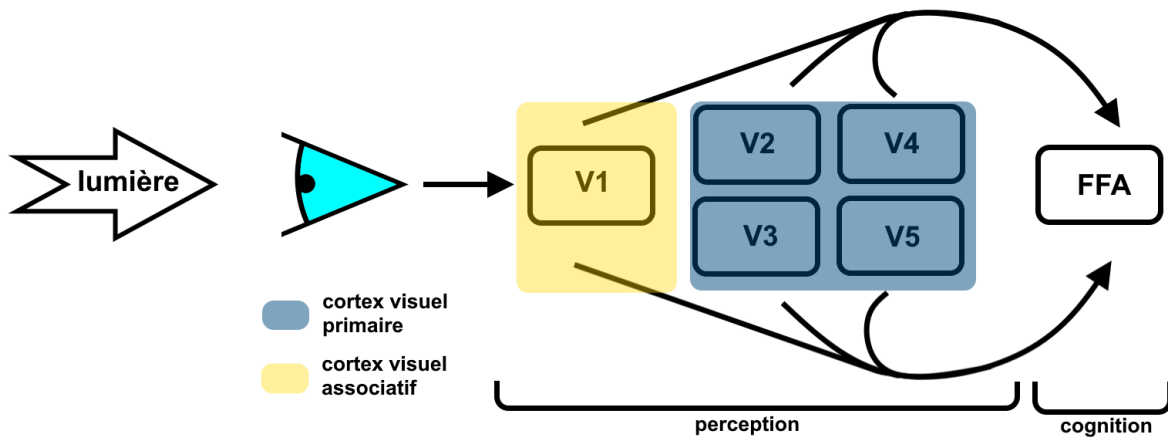 lumière
V1
V2
V4
V3
V5
FFA
cortex visuel
primaire
cortex visuel
associatif
perception
cognition